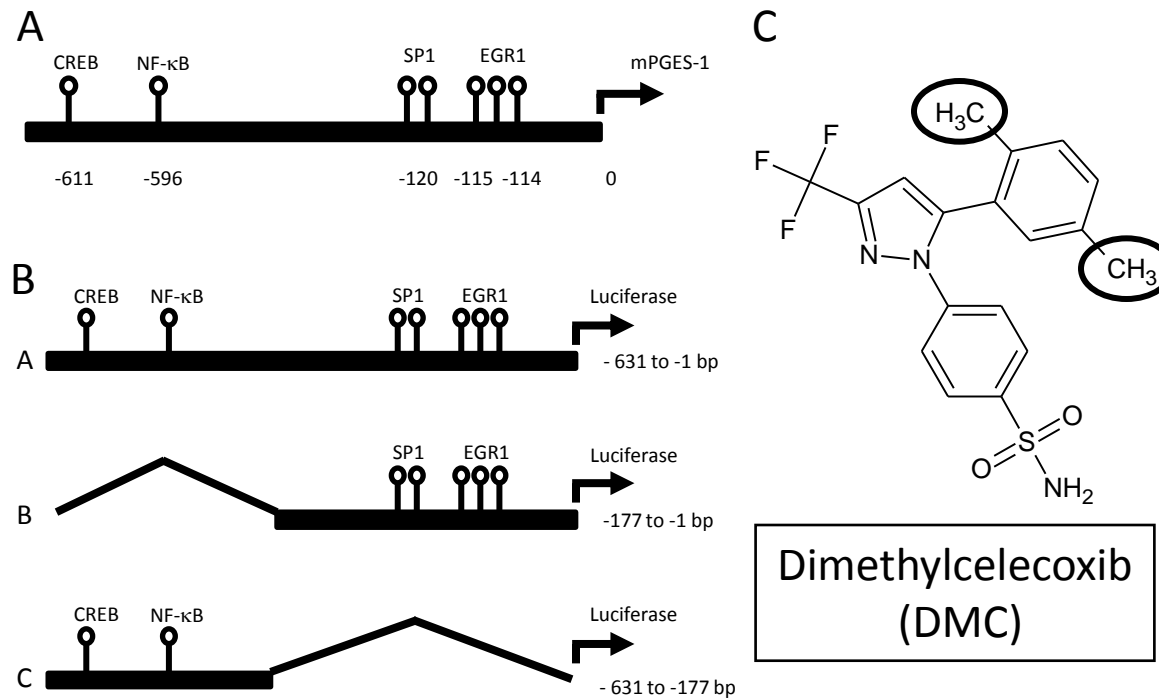 A
CREB NF-κB SP1 EGR1 mPGES-1
-611 -596 -120 -115 -114 0
B
CREB NF-κB SP1 EGR1 Luciferase
A - 631 to -1 bp
SP1 EGR1 Luciferase
B -177 to -1 bp
CREB NF-κB Luciferase
C - 631 to -177 bp
C
H₃C
F
F
F
CH₃
N
N
O
S
O
NH₂
Dimethylcelecoxib
(DMC)